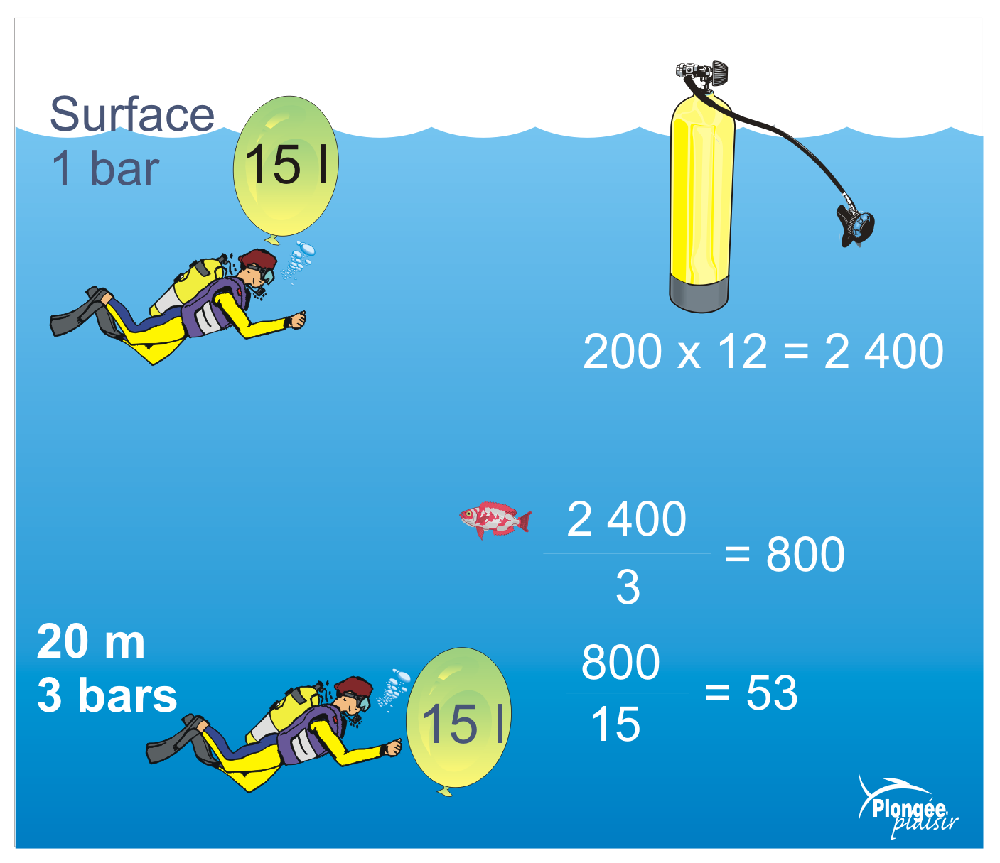 Surface
1 bar
15 l
200 x 12 = 2 400
2 400
3
= 800
20 m
3 bars
15 l
800
15
= 53
Plongée
plaisir